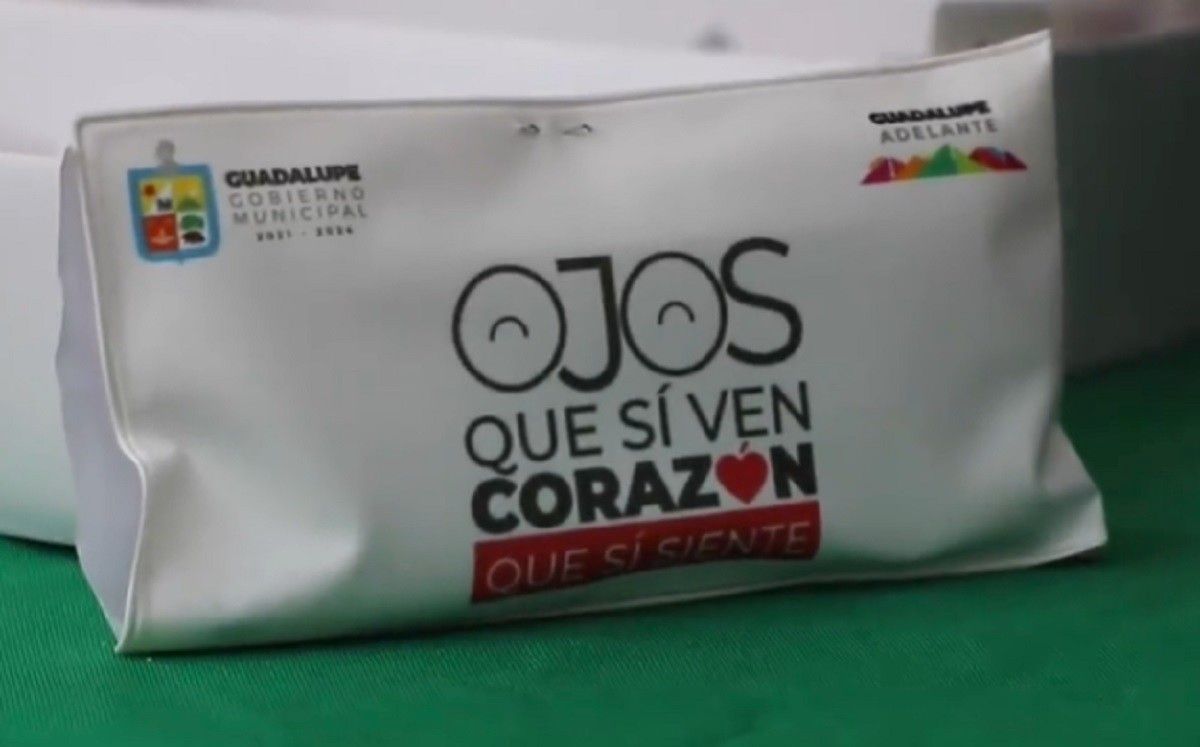 GUADALUPE
GOBIERNO
MUNICIPAL
2021 - 2024
GUADALUPE
ADELANTE
OJOS
QUE SÍ VEN
CORAZÓN
QUE SÍ SIENTE